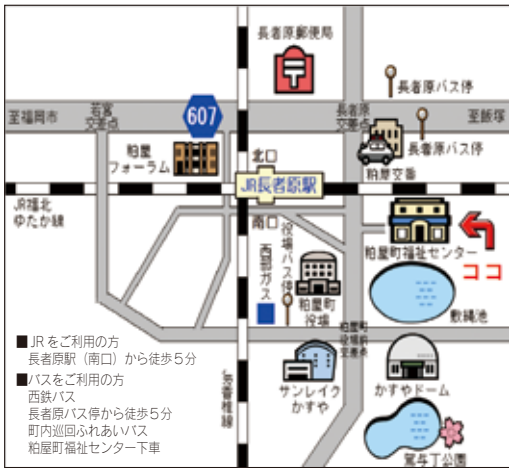 長者原郵便局
長者原バス停
至福岡市
若宮
交差点
607
長者原
交差点
至飯塚
長者原バス停
粕屋
フォーラム
北口
粕屋交番
JR長者原駅
JR福北
ゆたか線
南口
役場バス停
西部ガス
粕屋町福祉センター
ココ
粕屋町
役場
敷縄池
粕屋町
役場前
交差点
■JRをご利用の方
長者原駅（南口）から徒歩5分
■バスをご利用の方
西鉄バス
長者原バス停から徒歩5分
町内巡回ふれあいバス
粕屋町福祉センター下車
JR香椎線
サンレイク
かすや
かすやドーム
駕与丁公園